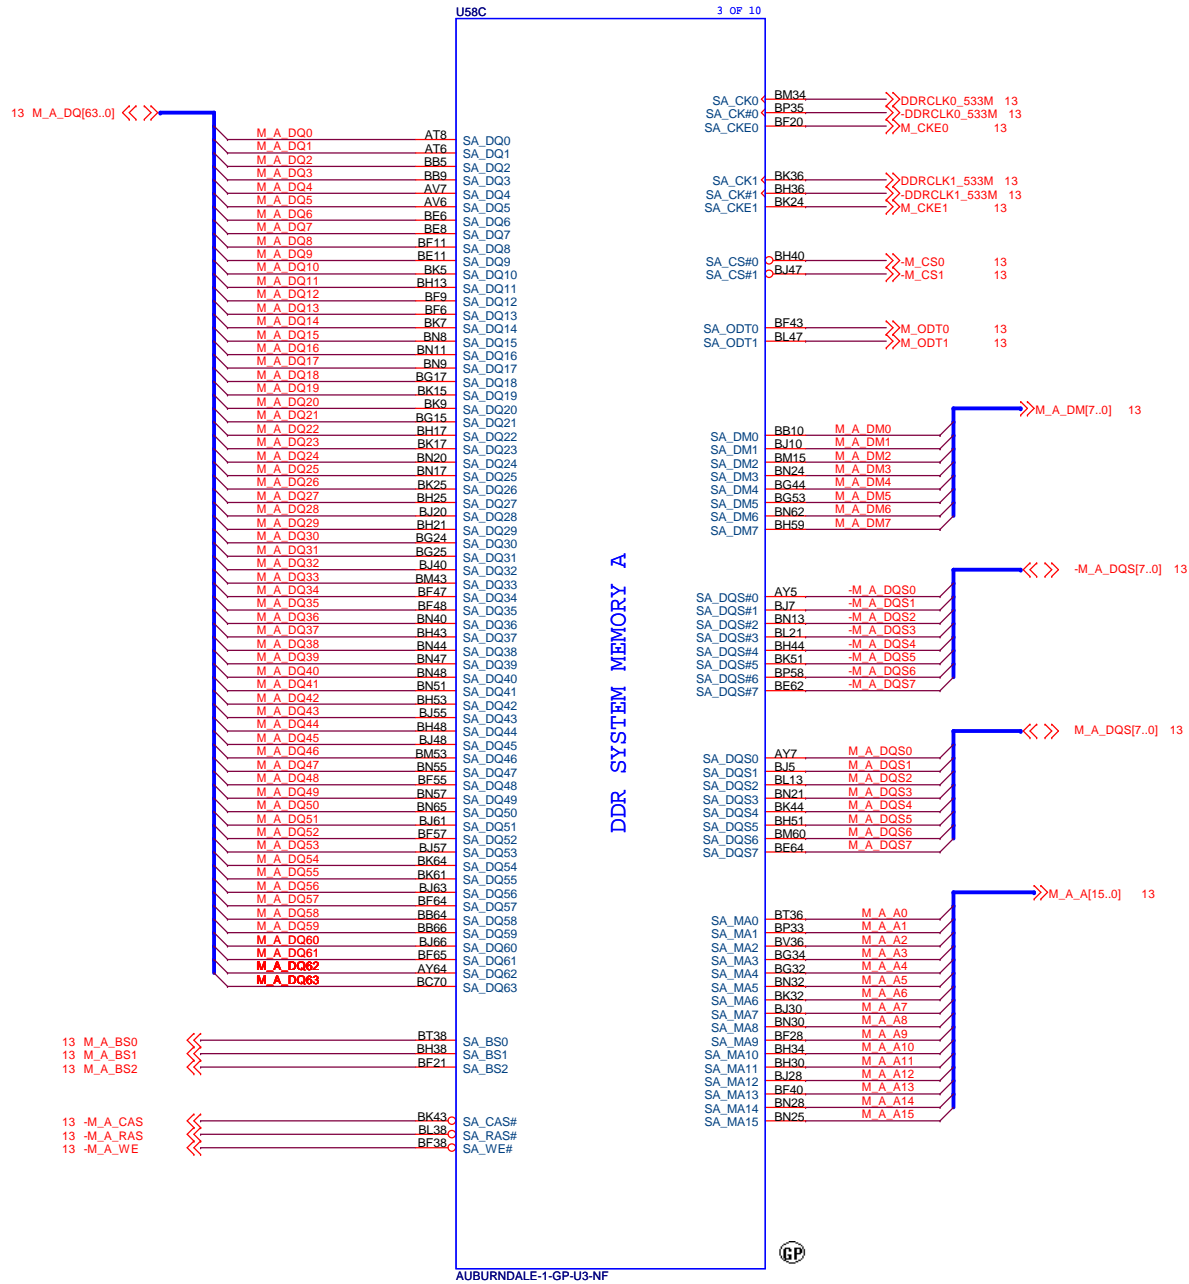 U58C 3 OF 10
13 M_A_DQ[63..0]
M_A_DQ0 AT8 SA_DQ0
M_A_DQ1 AT6 SA_DQ1
M_A_DQ2 BB5 SA_DQ2
M_A_DQ3 BB9 SA_DQ3
M_A_DQ4 AV7 SA_DQ4
M_A_DQ5 AV6 SA_DQ5
M_A_DQ6 BE6 SA_DQ6
M_A_DQ7 BE8 SA_DQ7
M_A_DQ8 BF11 SA_DQ8
M_A_DQ9 BE11 SA_DQ9
M_A_DQ10 BK5 SA_DQ10
M_A_DQ11 BH13 SA_DQ11
M_A_DQ12 BF9 SA_DQ12
M_A_DQ13 BF6 SA_DQ13
M_A_DQ14 BK7 SA_DQ14
M_A_DQ15 BN8 SA_DQ15
M_A_DQ16 BN11 SA_DQ16
M_A_DQ17 BN9 SA_DQ17
M_A_DQ18 BG17 SA_DQ18
M_A_DQ19 BK15 SA_DQ19
M_A_DQ20 BK9 SA_DQ20
M_A_DQ21 BG15 SA_DQ21
M_A_DQ22 BH17 SA_DQ22
M_A_DQ23 BK17 SA_DQ23
M_A_DQ24 BN20 SA_DQ24
M_A_DQ25 BN17 SA_DQ25
M_A_DQ26 BK25 SA_DQ26
M_A_DQ27 BH25 SA_DQ27
M_A_DQ28 BJ20 SA_DQ28
M_A_DQ29 BH21 SA_DQ29
M_A_DQ30 BG24 SA_DQ30
M_A_DQ31 BG25 SA_DQ31
M_A_DQ32 BJ40 SA_DQ32
M_A_DQ33 BM43 SA_DQ33
M_A_DQ34 BF47 SA_DQ34
M_A_DQ35 BF48 SA_DQ35
M_A_DQ36 BN40 SA_DQ36
M_A_DQ37 BH43 SA_DQ37
M_A_DQ38 BN44 SA_DQ38
M_A_DQ39 BN47 SA_DQ39
M_A_DQ40 BN48 SA_DQ40
M_A_DQ41 BN51 SA_DQ41
M_A_DQ42 BH53 SA_DQ42
M_A_DQ43 BJ55 SA_DQ43
M_A_DQ44 BH48 SA_DQ44
M_A_DQ45 BJ48 SA_DQ45
M_A_DQ46 BM53 SA_DQ46
M_A_DQ47 BN55 SA_DQ47
M_A_DQ48 BF55 SA_DQ48
M_A_DQ49 BN57 SA_DQ49
M_A_DQ50 BN65 SA_DQ50
M_A_DQ51 BJ61 SA_DQ51
M_A_DQ52 BF57 SA_DQ52
M_A_DQ53 BJ57 SA_DQ53
M_A_DQ54 BK64 SA_DQ54
M_A_DQ55 BK61 SA_DQ55
M_A_DQ56 BJ63 SA_DQ56
M_A_DQ57 BF64 SA_DQ57
M_A_DQ58 BB64 SA_DQ58
M_A_DQ59 BB66 SA_DQ59
M_A_DQ60 BJ66 SA_DQ60
M_A_DQ61 BF65 SA_DQ61
M_A_DQ62 AY64 SA_DQ62
M_A_DQ63 BC70 SA_DQ63
13 M_A_BS0 BT38 SA_BS0
13 M_A_BS1 BH38 SA_BS1
13 M_A_BS2 BF21 SA_BS2
13 -M_A_CAS BK43 SA_CAS#
13 -M_A_RAS BL38 SA_RAS#
13 -M_A_WE BF38 SA_WE#
DDR SYSTEM MEMORY A
SA_CK0 BM34 DDRCLK0_533M 13
SA_CK#0 BP35 -DDRCLK0_533M 13
SA_CKE0 BF20 M_CKE0 13
SA_CK1 BK36 DDRCLK1_533M 13
SA_CK#1 BH36 -DDRCLK1_533M 13
SA_CKE1 BK24 M_CKE1 13
SA_CS#0 BH40 -M_CS0 13
SA_CS#1 BJ47 -M_CS1 13
SA_ODT0 BF43 M_ODT0 13
SA_ODT1 BL47 M_ODT1 13
M_A_DM[7..0] 13
SA_DM0 BB10 M_A_DM0
SA_DM1 BJ10 M_A_DM1
SA_DM2 BM15 M_A_DM2
SA_DM3 BN24 M_A_DM3
SA_DM4 BG44 M_A_DM4
SA_DM5 BG53 M_A_DM5
SA_DM6 BN62 M_A_DM6
SA_DM7 BH59 M_A_DM7
-M_A_DQS[7..0] 13
SA_DQS#0 AY5 -M_A_DQS0
SA_DQS#1 BJ7 -M_A_DQS1
SA_DQS#2 BN13 -M_A_DQS2
SA_DQS#3 BL21 -M_A_DQS3
SA_DQS#4 BH44 -M_A_DQS4
SA_DQS#5 BK51 -M_A_DQS5
SA_DQS#6 BP58 -M_A_DQS6
SA_DQS#7 BE62 -M_A_DQS7
M_A_DQS[7..0] 13
SA_DQS0 AY7 M_A_DQS0
SA_DQS1 BJ5 M_A_DQS1
SA_DQS2 BL13 M_A_DQS2
SA_DQS3 BN21 M_A_DQS3
SA_DQS4 BK44 M_A_DQS4
SA_DQS5 BH51 M_A_DQS5
SA_DQS6 BM60 M_A_DQS6
SA_DQS7 BE64 M_A_DQS7
M_A_A[15..0] 13
SA_MA0 BT36 M_A_A0
SA_MA1 BP33 M_A_A1
SA_MA2 BV36 M_A_A2
SA_MA3 BG34 M_A_A3
SA_MA4 BG32 M_A_A4
SA_MA5 BN32 M_A_A5
SA_MA6 BK32 M_A_A6
SA_MA7 BJ30 M_A_A7
SA_MA8 BN30 M_A_A8
SA_MA9 BF28 M_A_A9
SA_MA10 BH34 M_A_A10
SA_MA11 BH30 M_A_A11
SA_MA12 BJ28 M_A_A12
SA_MA13 BF40 M_A_A13
SA_MA14 BN28 M_A_A14
SA_MA15 BN25 M_A_A15
GP
AUBURNDALE-1-GP-U3-NF